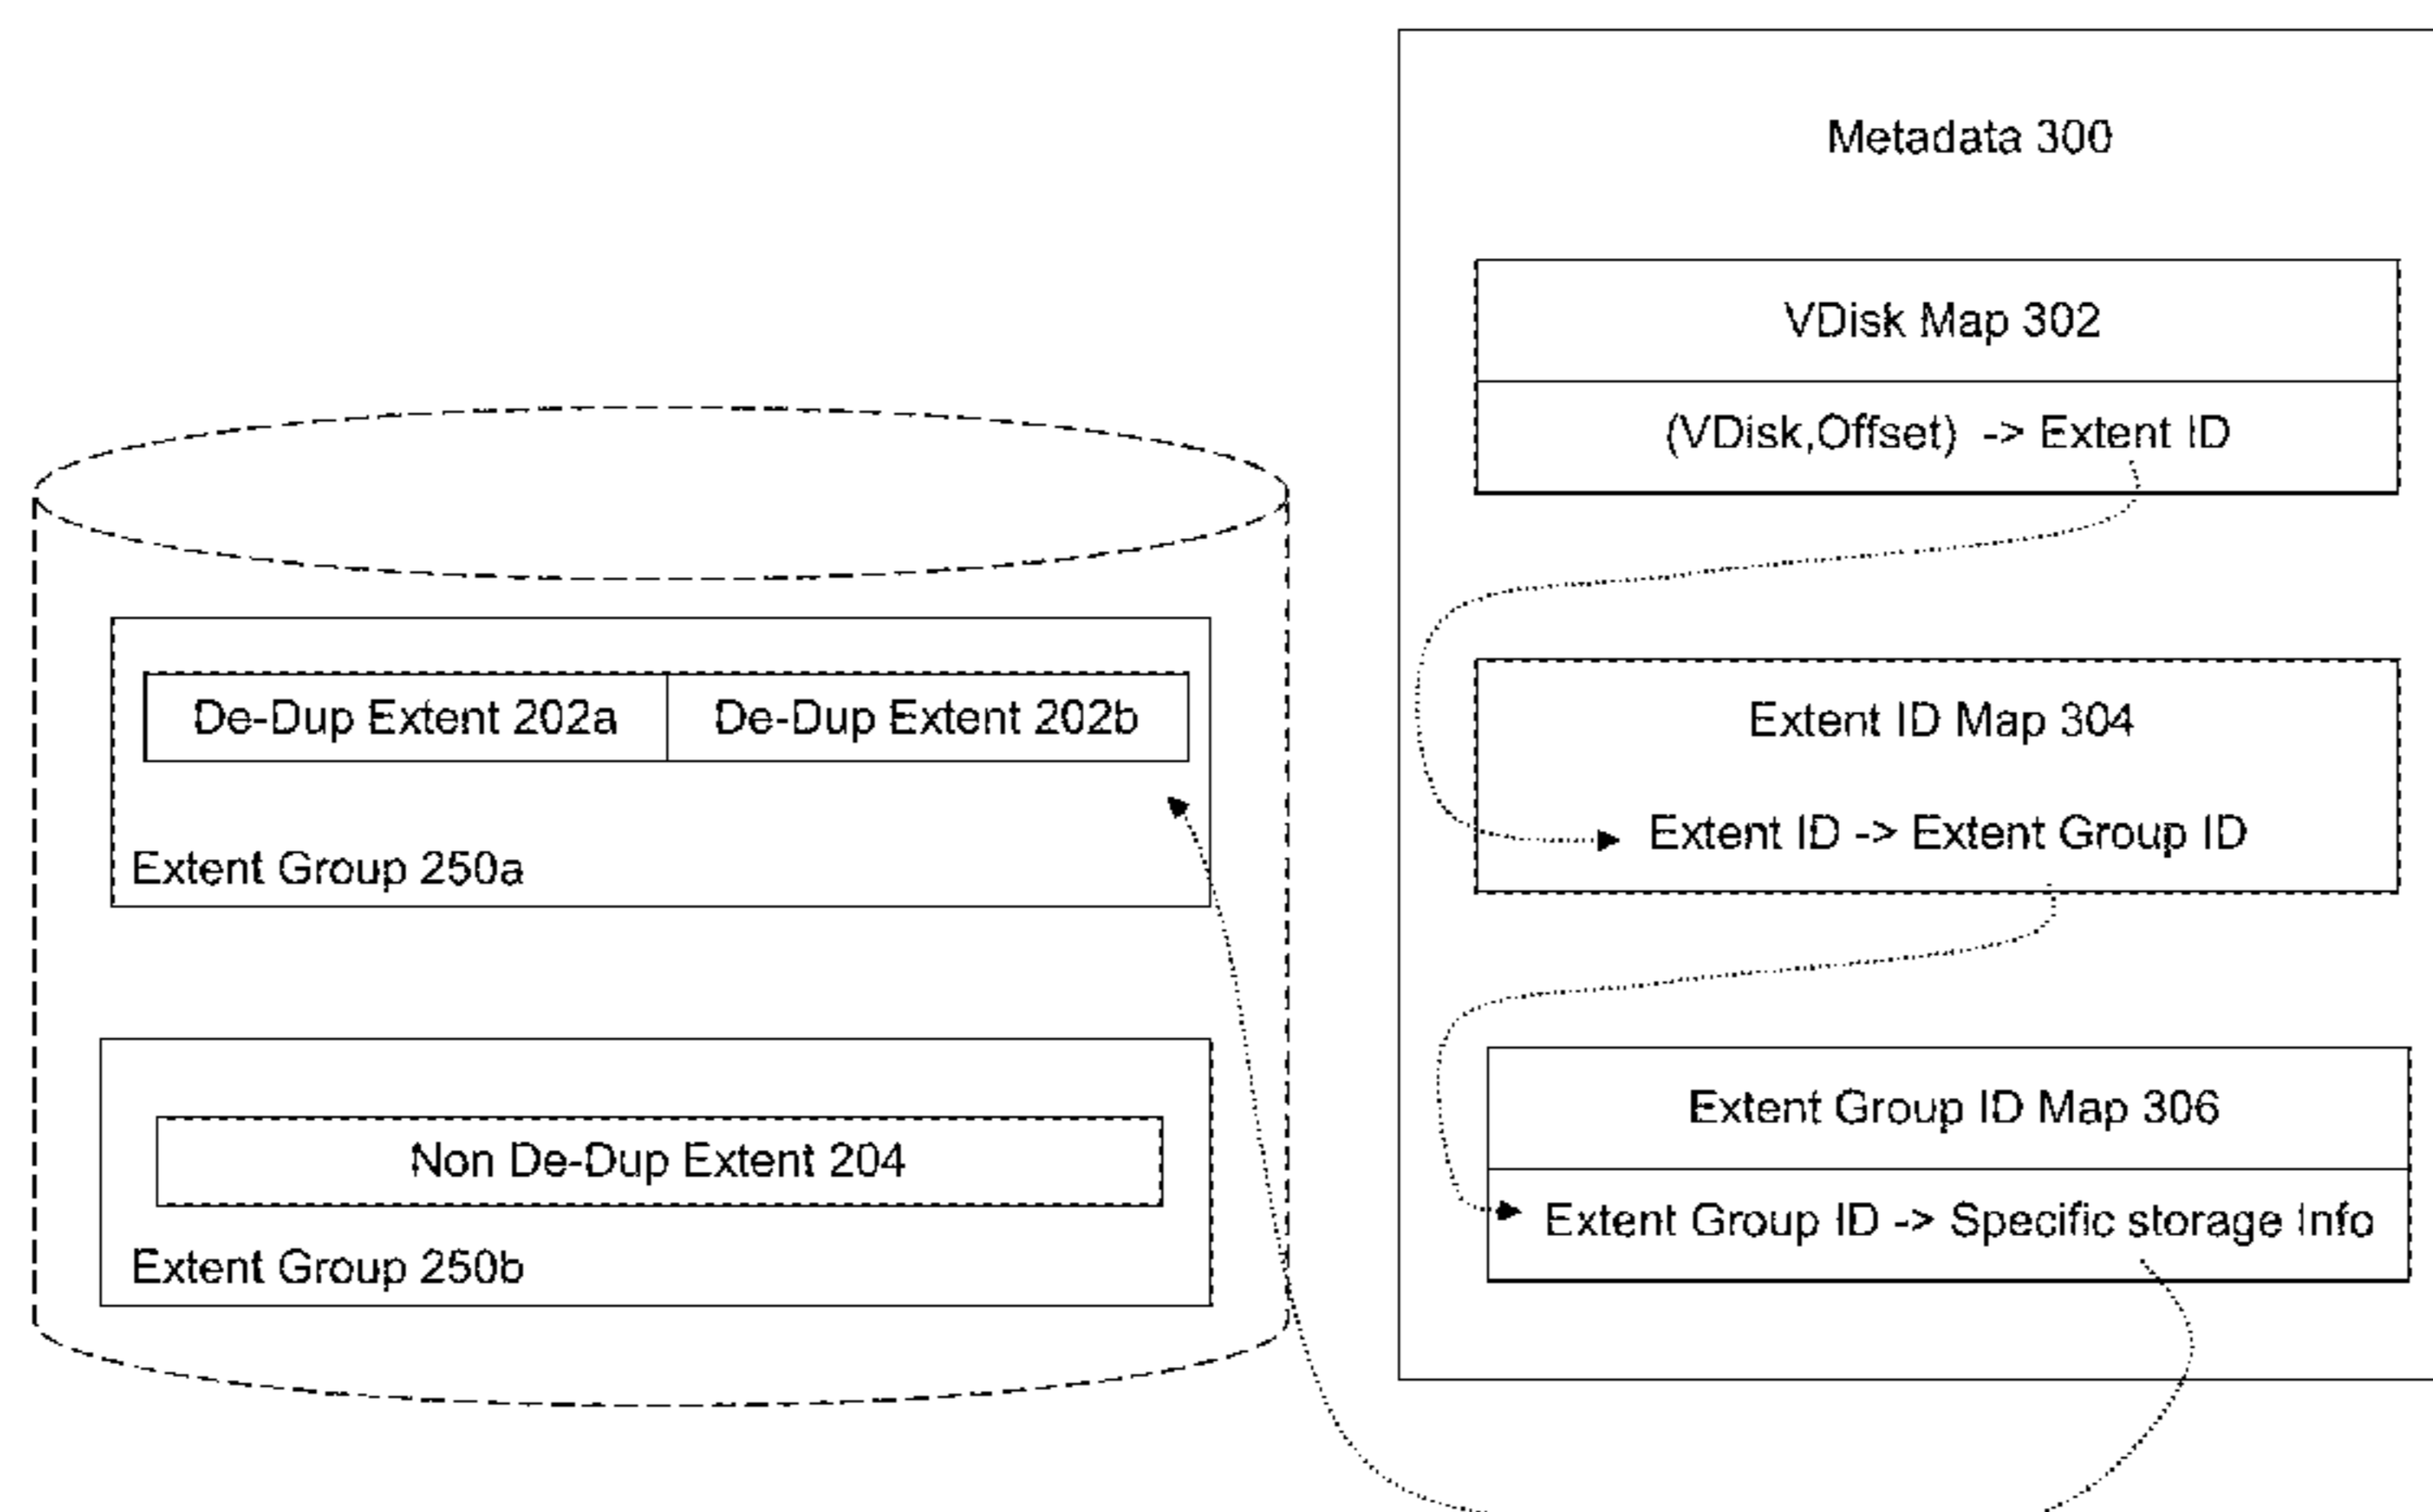 Metadata 300
VDisk Map 302
(VDisk,Offset) -> Extent ID
De-Dup Extent 202a
De-Dup Extent 202b
Extent Group 250a
Extent ID Map 304
Extent ID -> Extent Group ID
Non De-Dup Extent 204
Extent Group 250b
Extent Group ID Map 306
Extent Group ID -> Specific storage Info